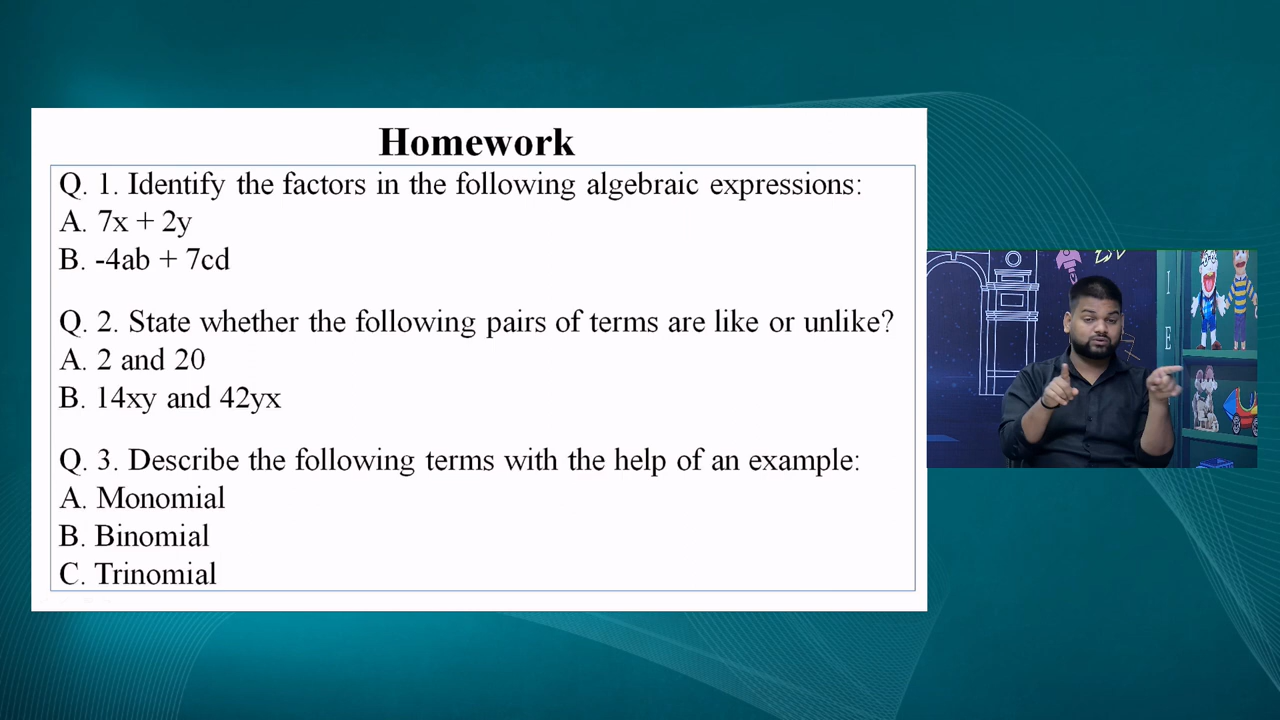 Homework
Q. 1. Identify the factors in the following algebraic expressions:
A. 7x + 2y
B. -4ab + 7cd
Q. 2. State whether the following pairs of terms are like or unlike?
A. 2 and 20
B. 14xy and 42yx
Q. 3. Describe the following terms with the help of an example:
A. Monomial
B. Binomial
C. Trinomial
I
E